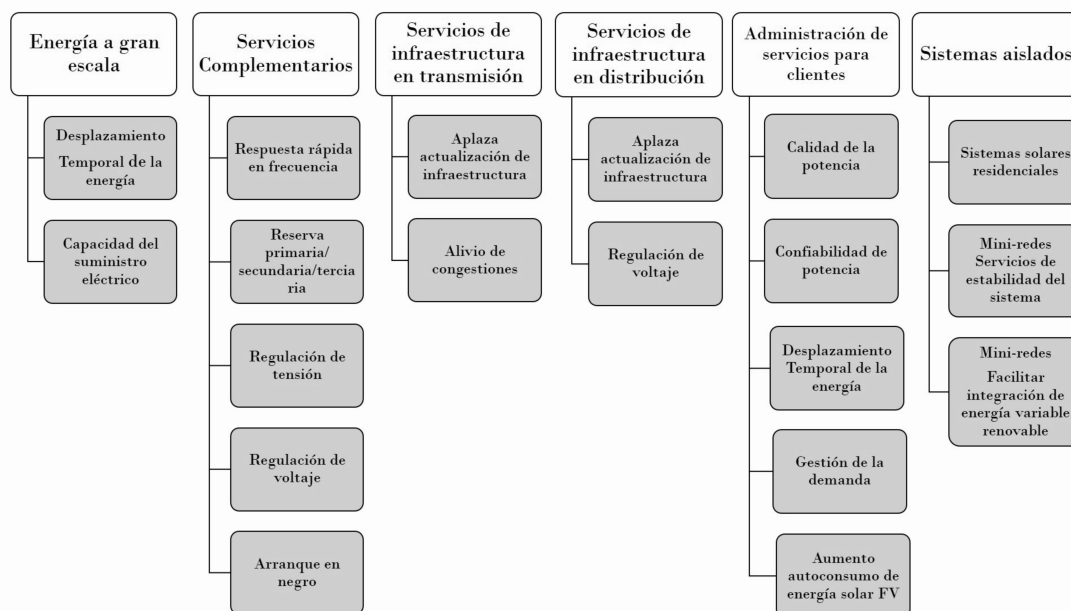 Energía a gran
escala
Desplazamiento
Temporal de la
energía
Capacidad del
suministro
eléctrico
Servicios
Complementarios
Respuesta rápida
en frecuencia
Reserva
primaria/
secundaria/tercia
ria
Regulación de
tensión
Regulación de
voltaje
Arranque en
negro
Servicios de
infraestructura
en transmisión
Aplaza
actualización de
infraestructura
Alivio de
congestiones
Servicios de
infraestructura
en distribución
Aplaza
actualización de
infraestructura
Regulación de
voltaje
Administración de
servicios para
clientes
Calidad de la
potencia
Confiabilidad de
potencia
Desplazamiento
Temporal de la
energía
Gestión de la
demanda
Aumento
autoconsumo de
energía solar FV
Sistemas aislados
Sistemas solares
residenciales
Mini-redes
Servicios de
estabilidad del
sistema
Mini-redes
Facilitar
integración de
energía variable
renovable